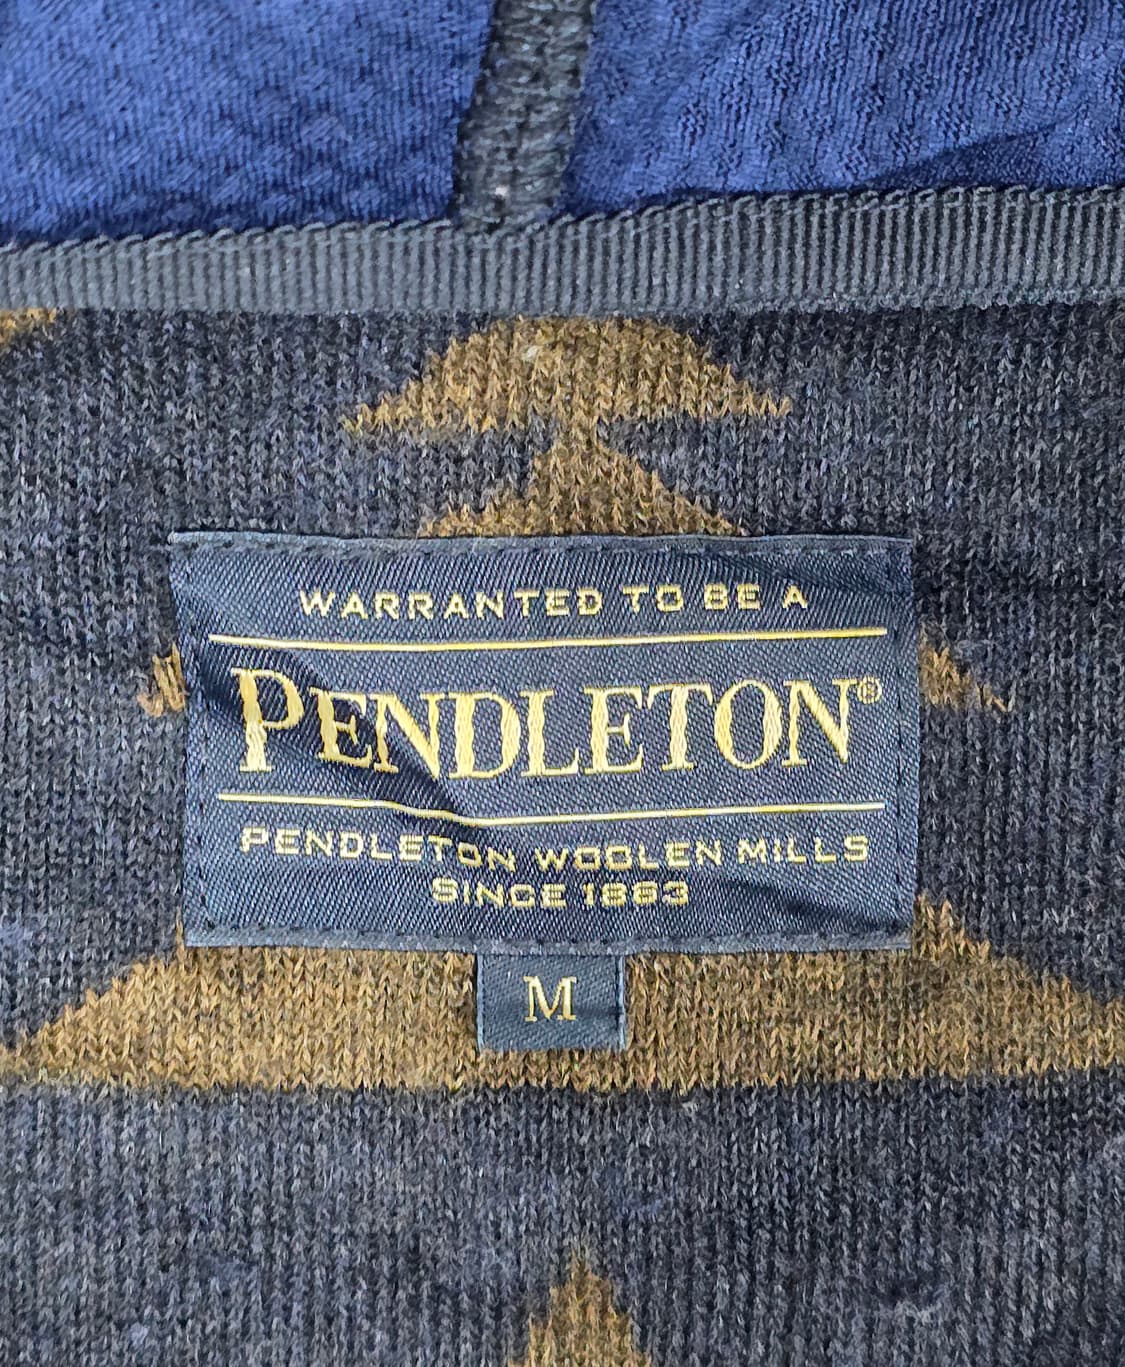 WARRANTED TO BE A
PENDLETON®
PENDLETON WOOLEN MILLS
SINCE 1863
M